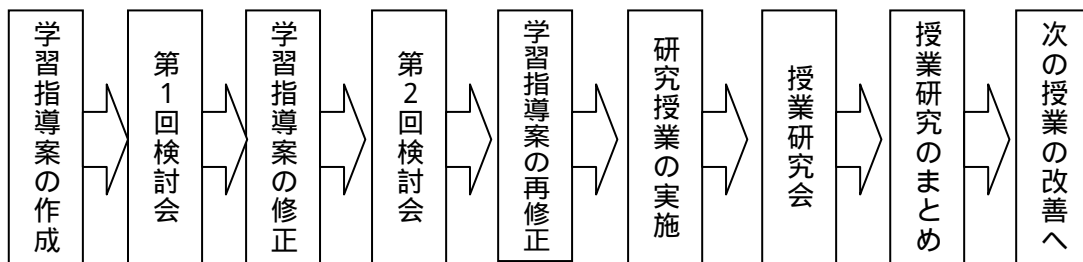 学習指導案の作成
第1回検討会
学習指導案の修正
第2回検討会
学習指導案の再修正
研究授業の実施
授業研究会
授業研究のまとめ
次の授業の改善へ